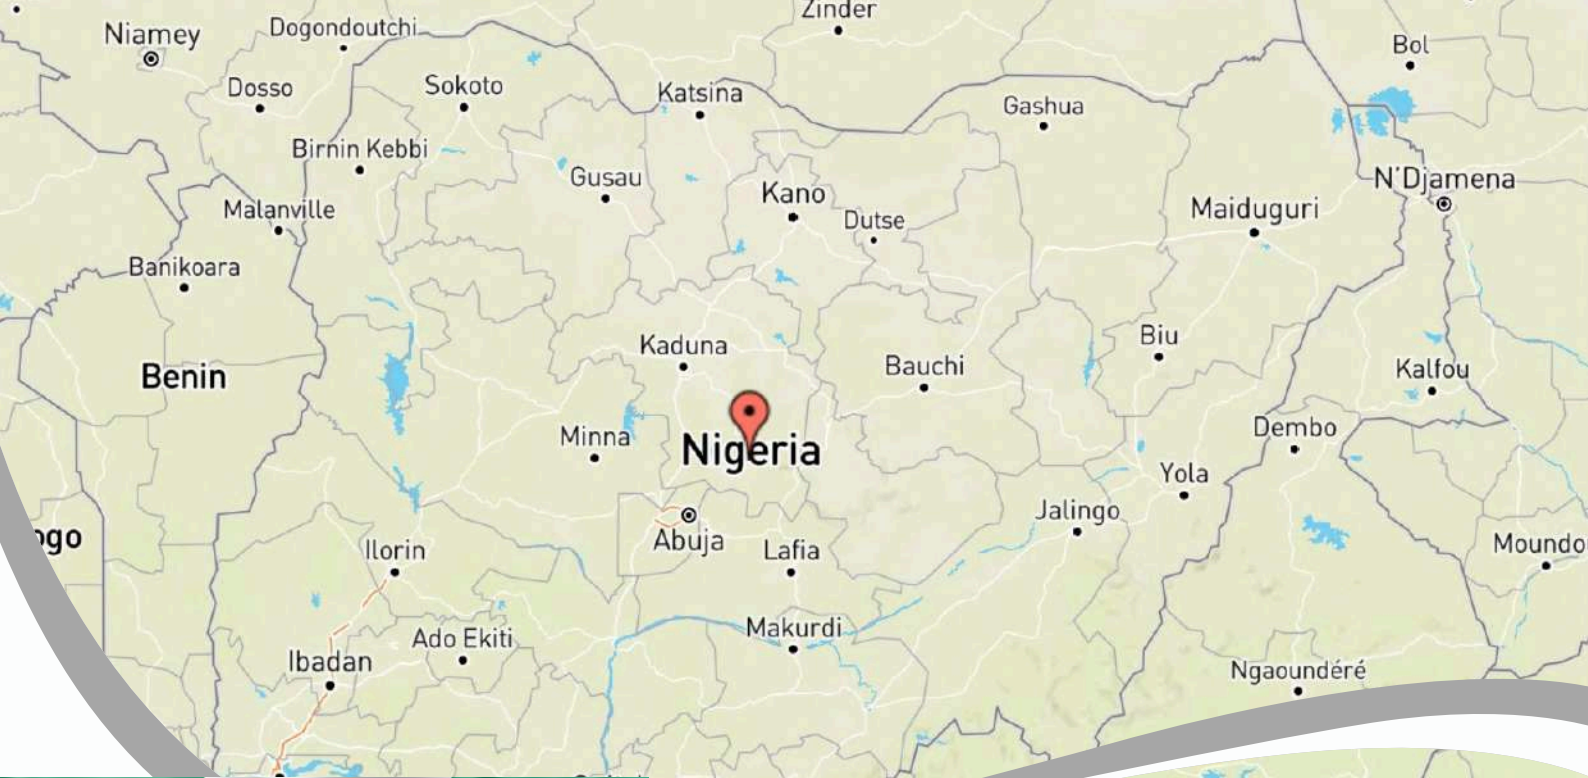 Zinder
Niamey
Dogondoutchi
Bol
Dosso
Sokoto
Katsina
Gashua
Birnin Kebbi
Gusau
N'Djamena
Kano
Malanville
Maiduguri
Dutse
Banikoara
Biu
Kaduna
Bauchi
Kalfou
Benin
Minna
Dembo
Nigeria
Yola
Jalingo
Abuja
ogo
Ilorin
Lafia
Moundo
Makurdi
Ado Ekiti
Ibadan
Ngaoundéré